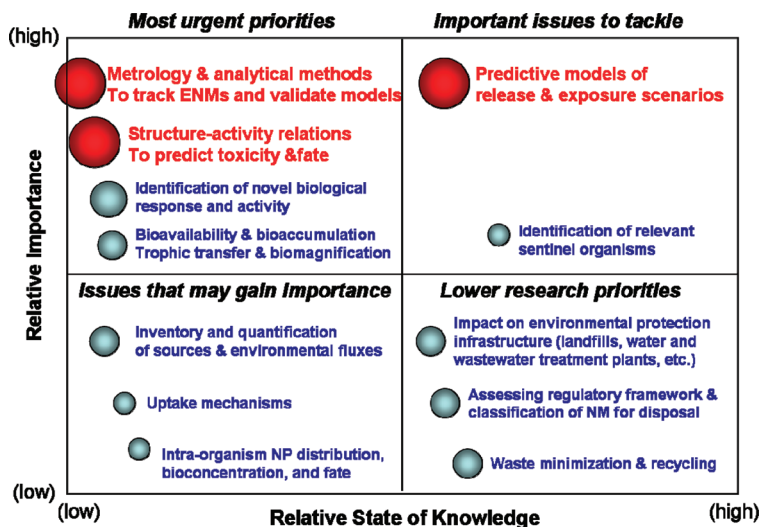 Most urgent priorities
Important issues to tackle
(high)
Metrology & analytical methods
To track ENMs and validate models
Predictive models of
release & exposure scenarios
Structure-activity relations
To predict toxicity &fate
Identification of novel biological
response and activity
Bioavailability & bioaccumulation
Trophic transfer & biomagnification
Identification of relevant
sentinel organisms
Relative Importance
Issues that may gain importance
Lower research priorities
Inventory and quantification
of sources & environmental fluxes
Impact on environmental protection
infrastructure (landfills, water and
wastewater treatment plants, etc.)
Uptake mechanisms
Assessing regulatory framework &
classification of NM for disposal
Intra-organism NP distribution,
bioconcentration, and fate
Waste minimization & recycling
(low)
(low)
Relative State of Knowledge
(high)